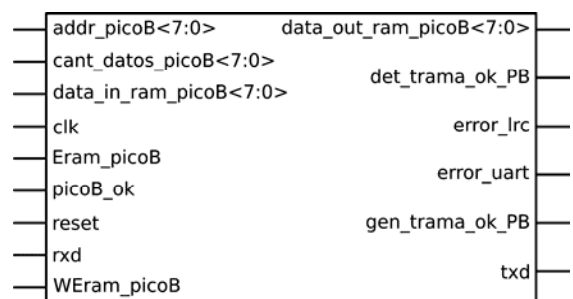 addr_picoB<7:0>
cant_datos_picoB<7:0>
data_in_ram_picoB<7:0>
clk
Eram_picoB
picoB_ok
reset
rxd
WEram_picoB
data_out_ram_picoB<7:0>
det_trama_ok_PB
error_lrc
error_uart
gen_trama_ok_PB
txd